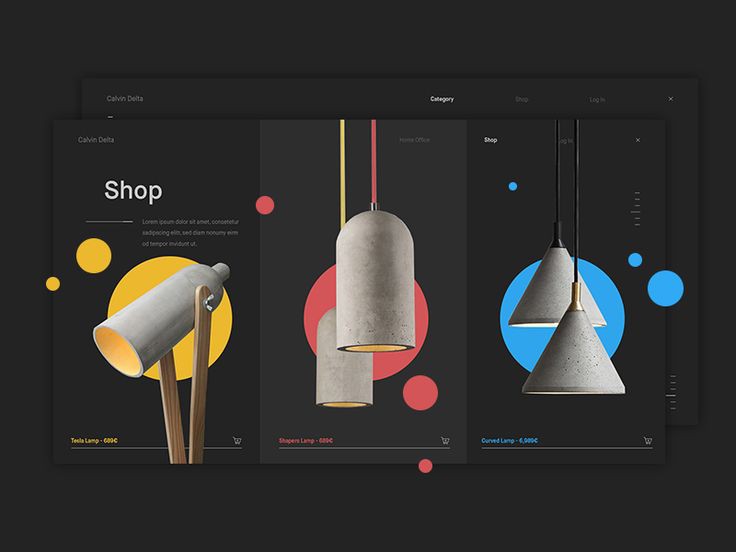 Calvin Delta
Category
Shop
Log In
Calvin Delta
Home Office
Shop
Log In
Shop
Lorem ipsum dolor sit amet, consetetur
sadipscing elitr, sed diam nonumy eirm
od tempor invidunt ut.
Tesla Lamp - 689€
Shapers Lamp - 689€
Curved Lamp - 6,989€